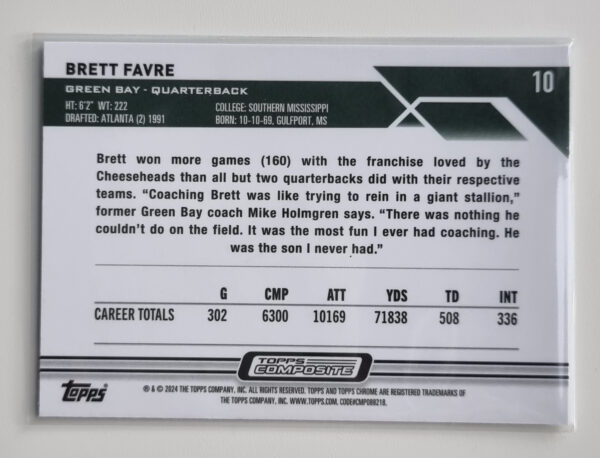 BRETT FAVRE
10
GREEN BAY - QUARTERBACK
HT: 6'2" WT: 222 COLLEGE: SOUTHERN MISSISSIPPI
DRAFTED: ATLANTA (2) 1991 BORN: 10-10-69, GULFPORT, MS
Brett won more games (160) with the franchise loved by the
Cheeseheads than all but two quarterbacks did with their respective
teams. “Coaching Brett was like trying to rein in a giant stallion,”
former Green Bay coach Mike Holmgren says. “There was nothing he
couldn’t do on the field. It was the most fun I ever had coaching. He
was the son I never had.”
G CMP ATT YDS TD INT
CAREER TOTALS 302 6300 10169 71838 508 336
TOPPS
COMPOSITE
Topps
® & © 2024 THE TOPPS COMPANY, INC. ALL RIGHTS RESERVED. TOPPS AND TOPPS CHROME ARE REGISTERED TRADEMARKS OF
THE TOPPS COMPANY, INC. WWW.TOPPS.COM. CODE#CMP088218.